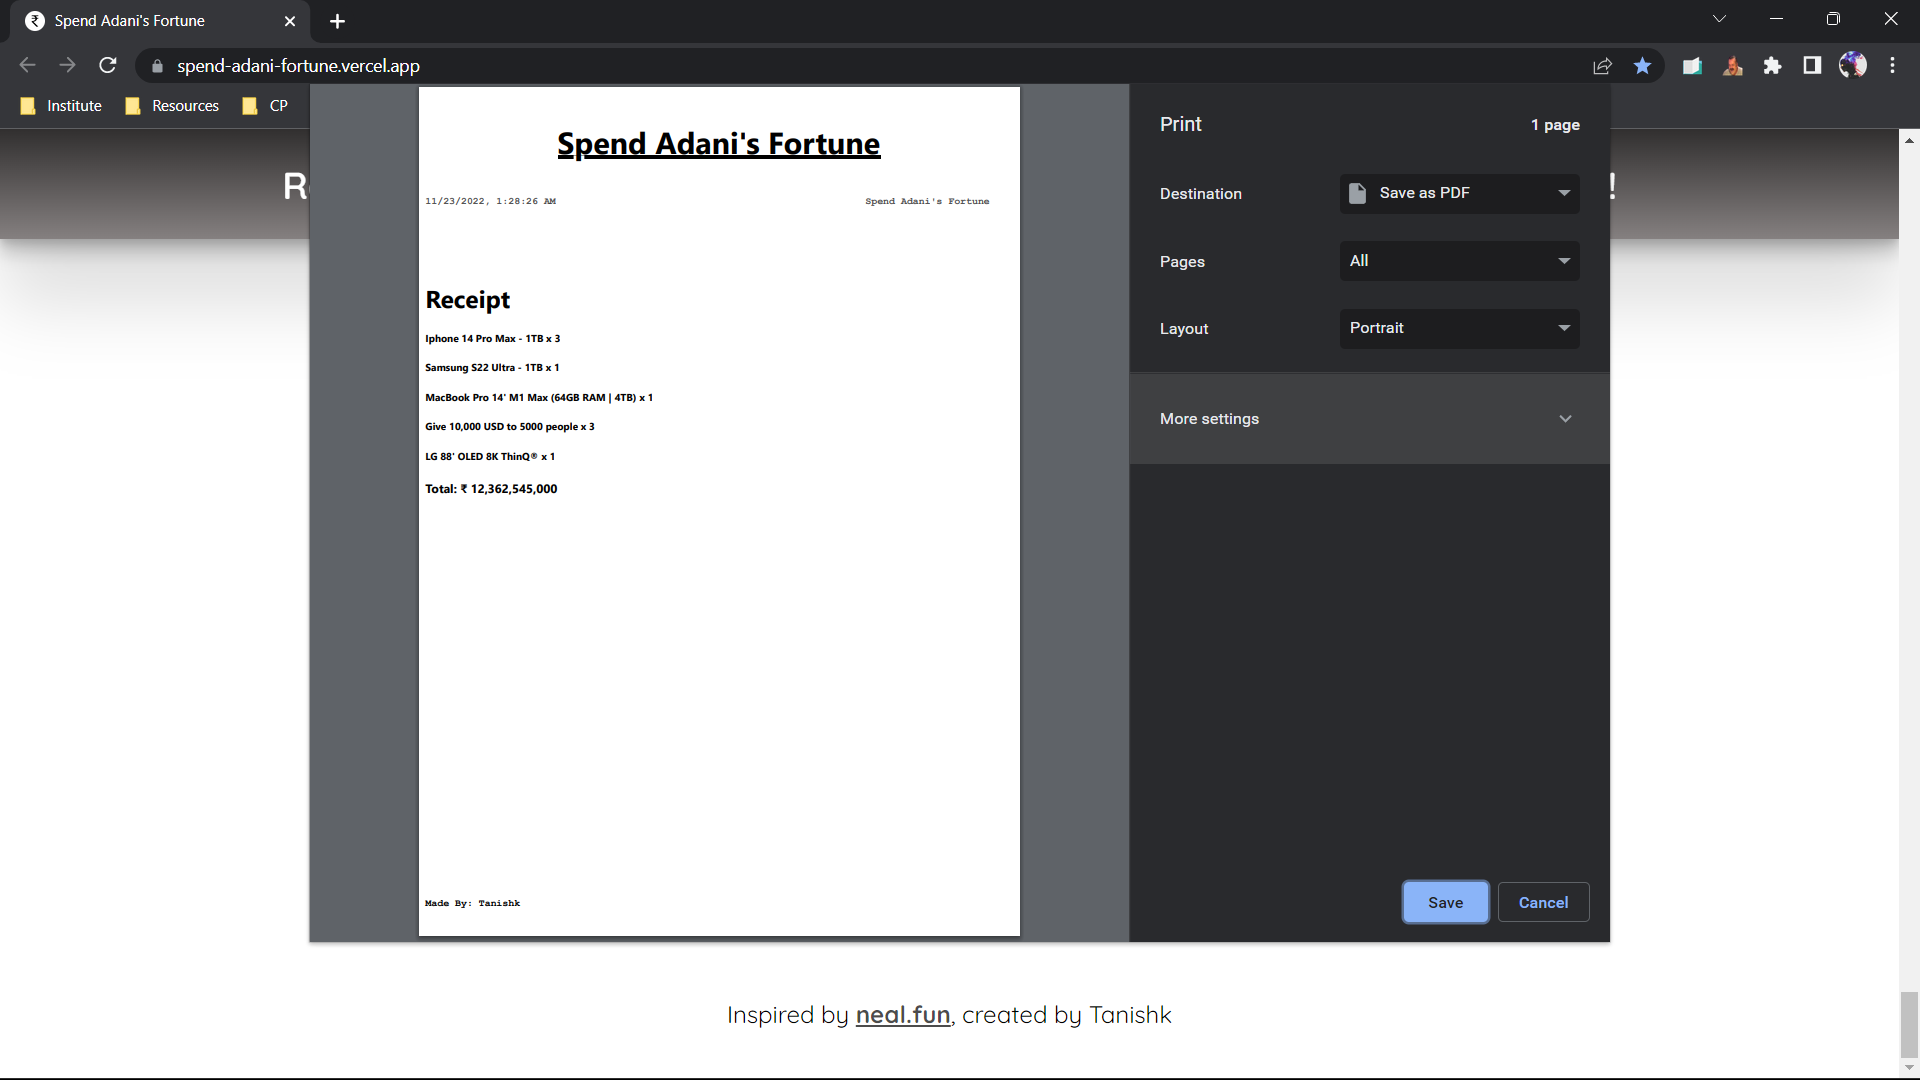 Spend Adani's Fortune
spend-adani-fortune.vercel.app
Institute Resources CP
R !
Spend Adani's Fortune
11/23/2022, 1:28:26 AM Spend Adani's Fortune
Receipt
Iphone 14 Pro Max - 1TB x 3
Samsung S22 Ultra - 1TB x 1
MacBook Pro 14' M1 Max (64GB RAM | 4TB) x 1
Give 10,000 USD to 5000 people x 3
LG 88' OLED 8K ThinQ® x 1
Total: ₹ 12,362,545,000
Made By: Tanishk
Print 1 page
Destination Save as PDF
Pages All
Layout Portrait
More settings
Save Cancel
Inspired by neal.fun, created by Tanishk